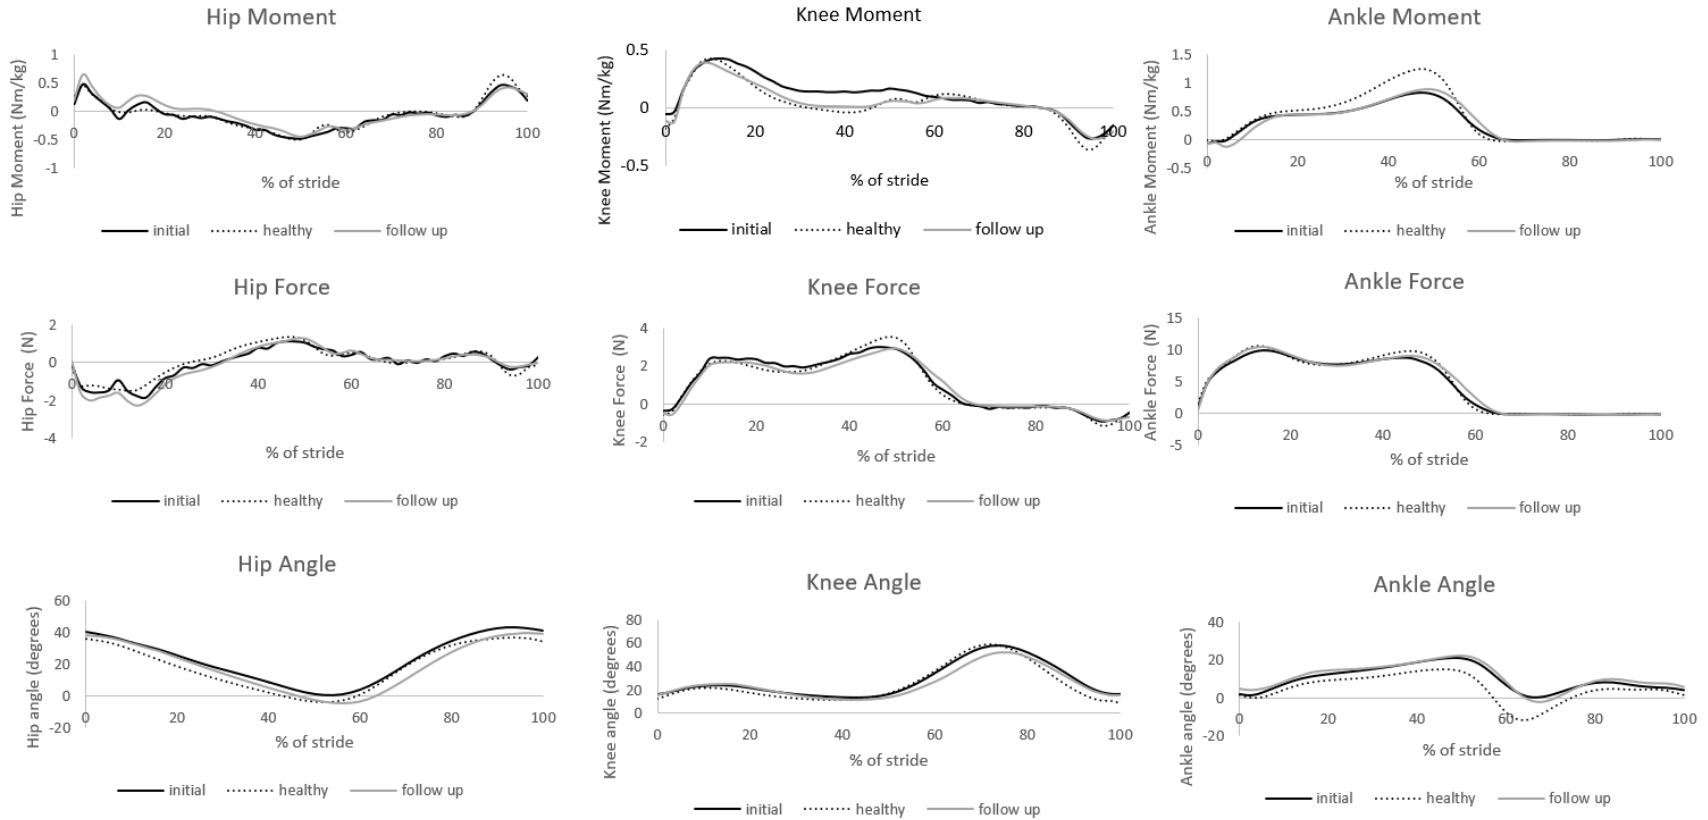 Hip Moment
Hip Moment (Nm/kg)
1
0.5
0
-0.5
-1
0 20 40 60 80 100
% of stride
initial healthy follow up
Knee Moment
Knee Moment (Nm/kg)
0.5
0
-0.5
0 20 40 60 80 100
% of stride
initial healthy follow up
Ankle Moment
Ankle Moment (Nm/kg)
1.5
1
0.5
0
-0.5
0 20 40 60 80 100
% of stride
initial healthy follow up
Hip Force
Hip Force (N)
2
0
-2
-4
0 20 40 60 80 100
% of stride
initial healthy follow up
Knee Force
Knee Force (N)
4
2
0
-2
0 20 40 60 80 100
% of stride
initial healthy follow up
Ankle Force
Ankle Force (N)
15
10
5
0
-5
0 20 40 60 80 100
% of stride
initial healthy follow up
Hip Angle
Hip angle (degrees)
60
40
20
0
-20
0 20 40 60 80 100
% of stride
initial healthy follow up
Knee Angle
Knee angle (degrees)
80
60
40
20
0
0 20 40 60 80 100
% of stride
initial healthy follow up
Ankle Angle
Ankle angle (degrees)
40
20
0
-20
0 20 40 60 80 100
% of stride
initial healthy follow up